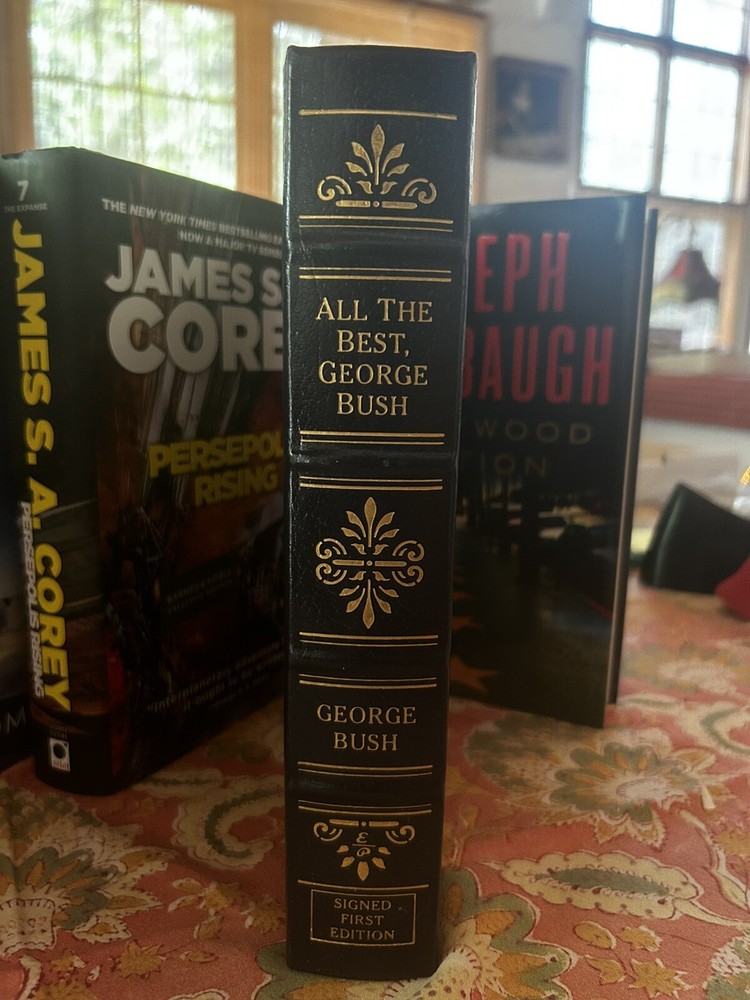 7
THE EXPANSE
JAMES S. A. COREY
PERSEPOLIS RISING
THE NEW YORK TIMES BESTSELLING
NOW A MAJOR TV
JAMES S
CORE
PERSEPOL
RISING
ALL THE
BEST,
GEORGE
BUSH
GEORGE
BUSH
E
P
SIGNED
FIRST
EDITION
EPH
BAUGH
WOOD
ION